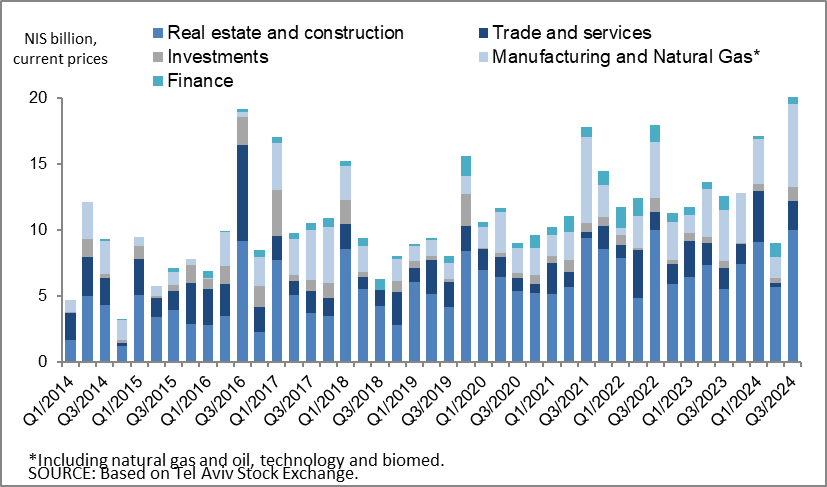 NIS billion,
current prices
Real estate and construction
Trade and services
Investments
Manufacturing and Natural Gas*
Finance
20
15
10
5
0
Q1/2014
Q3/2014
Q1/2015
Q3/2015
Q1/2016
Q3/2016
Q1/2017
Q3/2017
Q1/2018
Q3/2018
Q1/2019
Q3/2019
Q1/2020
Q3/2020
Q1/2021
Q3/2021
Q1/2022
Q3/2022
Q1/2023
Q3/2023
Q1/2024
Q3/2024
*Including natural gas and oil, technology and biomed.
SOURCE: Based on Tel Aviv Stock Exchange.